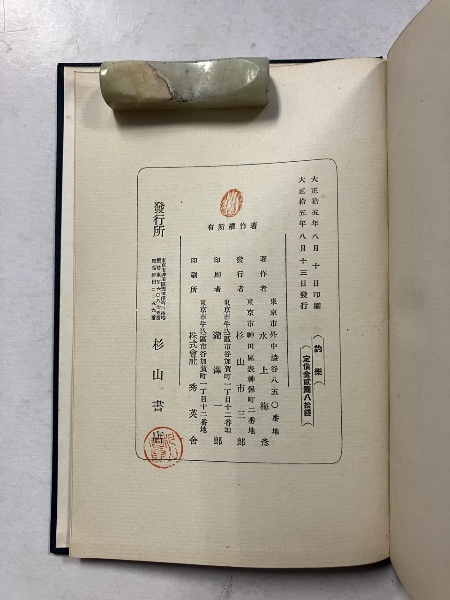 大正拾五年八月十日印刷
大正拾五年八月十三日發行
釣樂
定價金貳圓八拾錢
著作權所有
東京市外中澁谷八五〇番地
著作者 水上梅彦
東京市神田區表神保町二番地
發行者 杉山市三郎
東京市牛込區市谷加賀町一丁目十二番地
印刷者 瀧澤一郎
東京市牛込區市谷加賀町一丁目十二番地
印刷所 株式會社 秀英舍
發行所
杉山書店